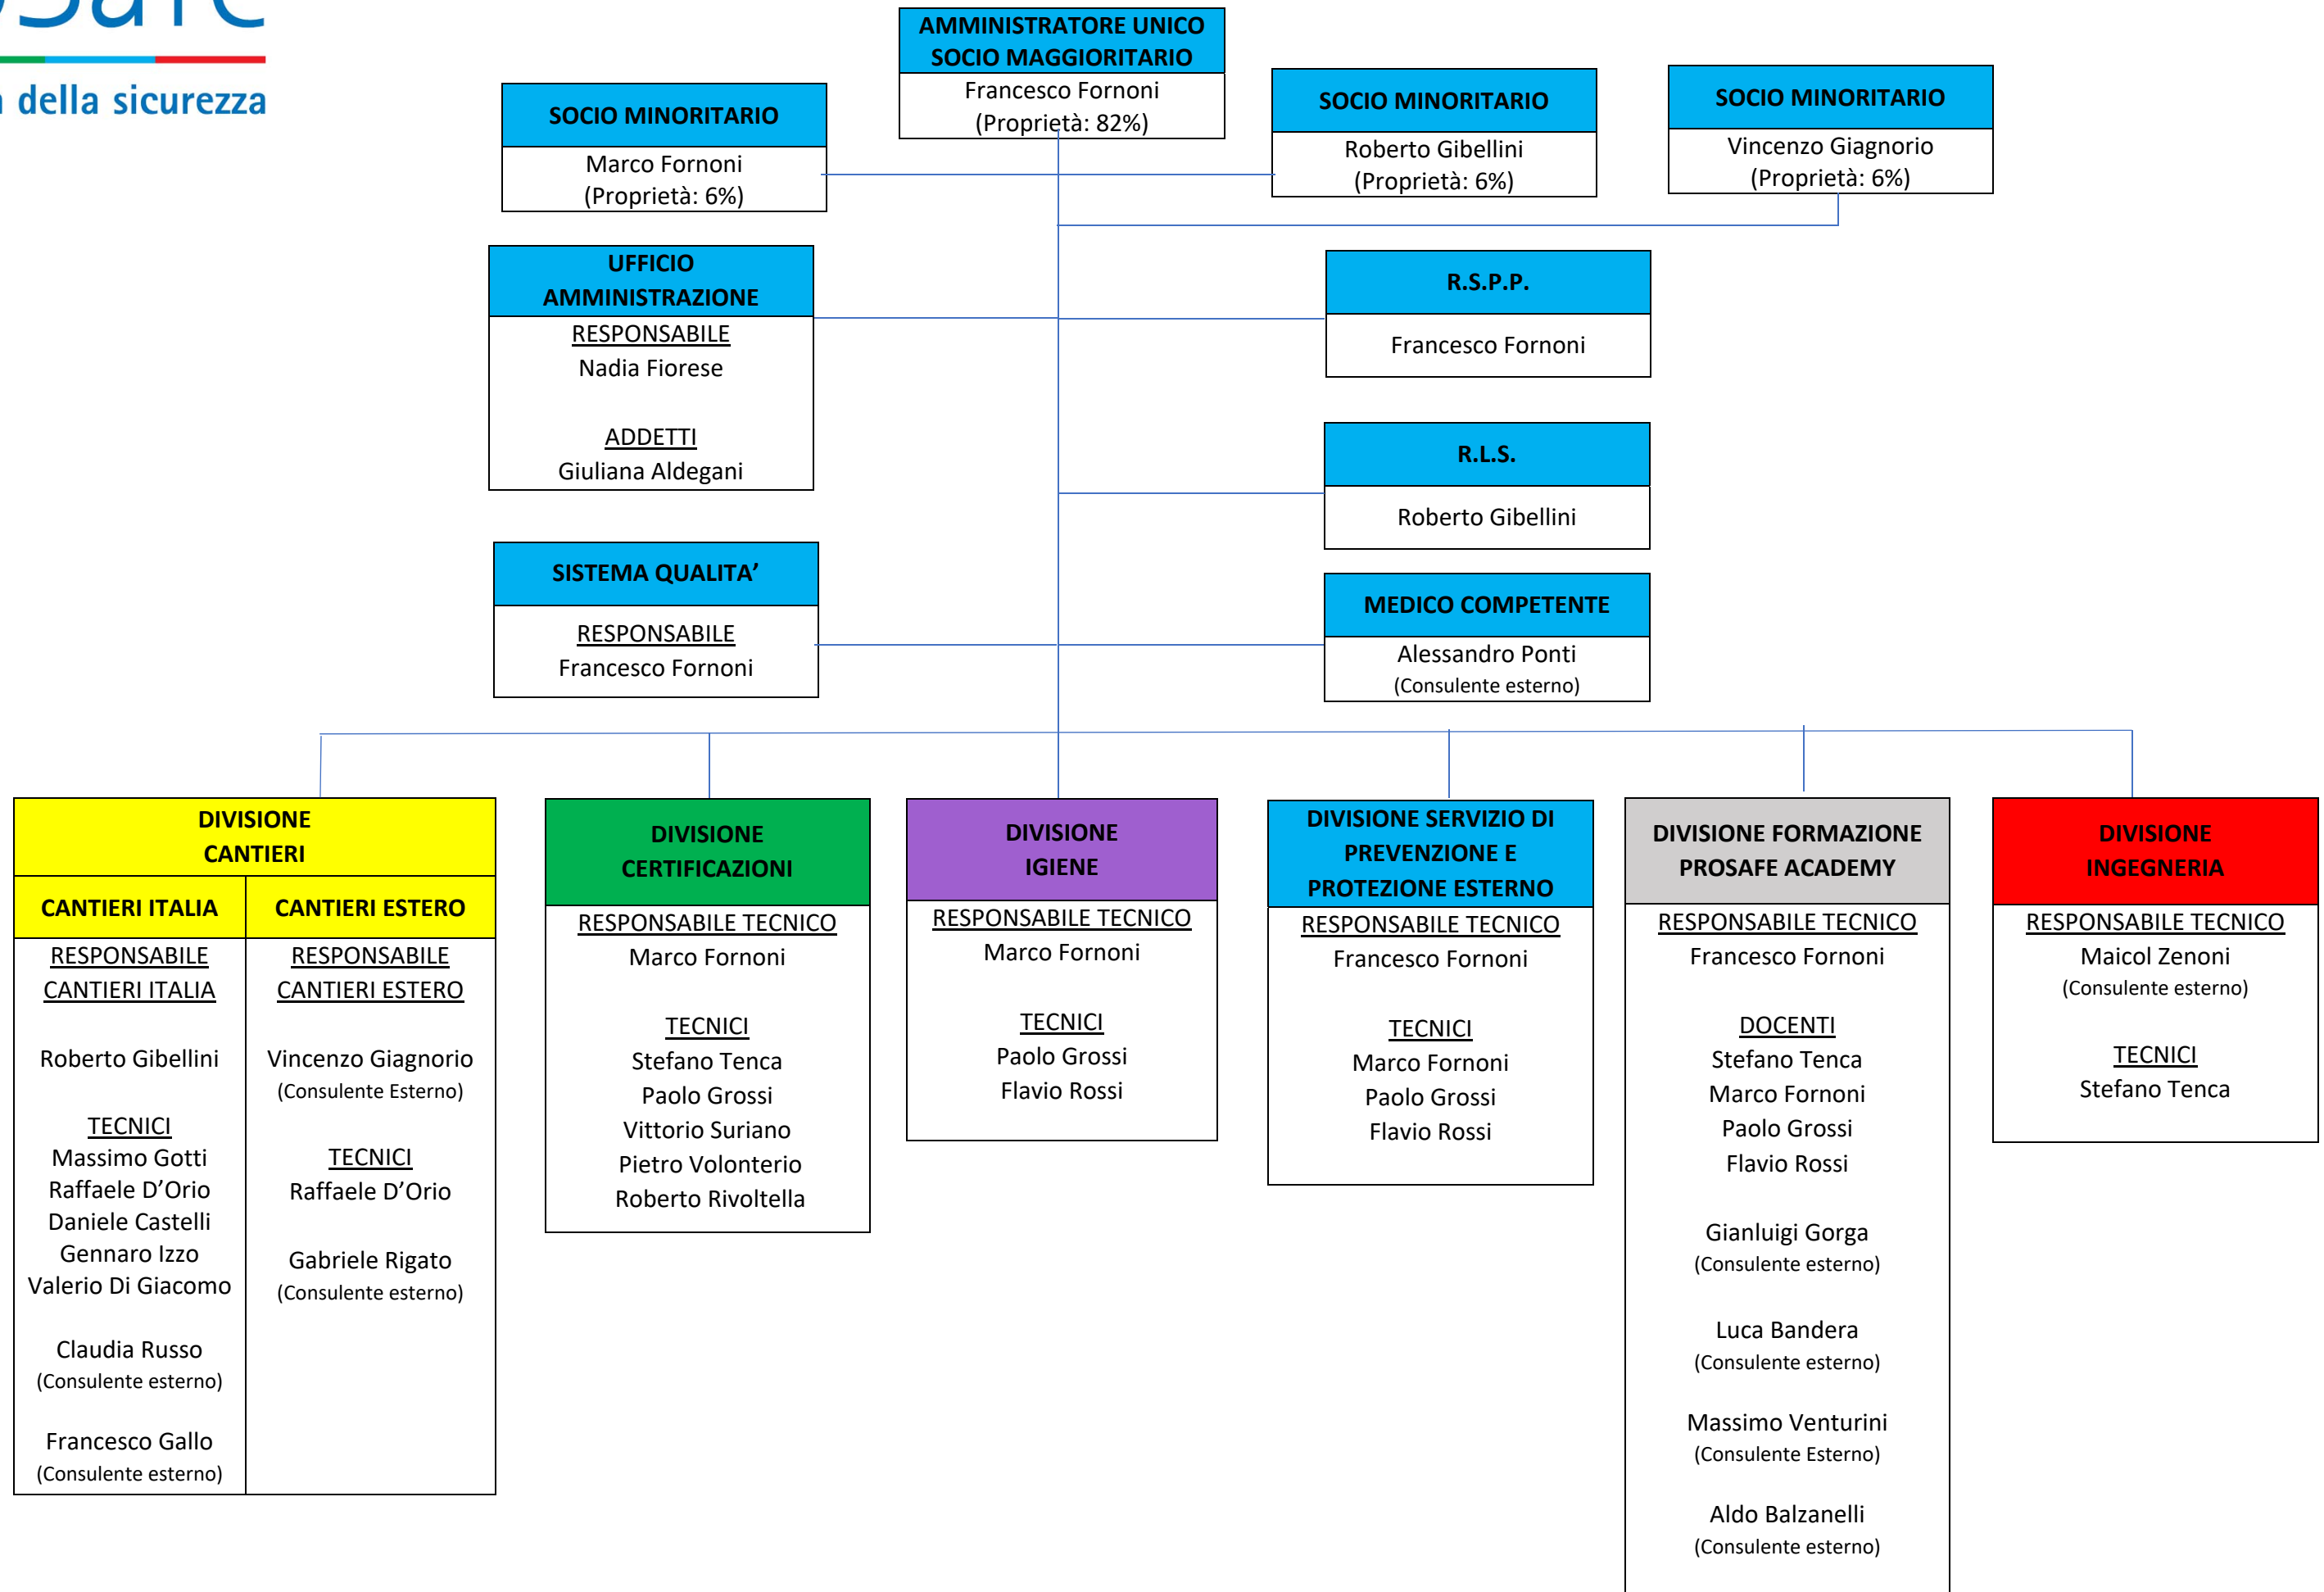 della sicurezza
AMMINISTRATORE UNICO
SOCIO MAGGIORITARIO
Francesco Fornoni
(Proprietà: 82%)
SOCIO MINORITARIO
Marco Fornoni
(Proprietà: 6%)
SOCIO MINORITARIO
Roberto Gibellini
(Proprietà: 6%)
SOCIO MINORITARIO
Vincenzo Giagnorio
(Proprietà: 6%)
UFFICIO
AMMINISTRAZIONE
RESPONSABILE
Nadia Fiorese
ADDETTI
Giuliana Aldegani
R.S.P.P.
Francesco Fornoni
R.L.S.
Roberto Gibellini
SISTEMA QUALITA’
RESPONSABILE
Francesco Fornoni
MEDICO COMPETENTE
Alessandro Ponti
(Consulente esterno)
DIVISIONE
CANTIERI
CANTIERI ITALIA
RESPONSABILE
CANTIERI ITALIA
Roberto Gibellini
TECNICI
Massimo Gotti
Raffaele D’Orio
Daniele Castelli
Gennaro Izzo
Valerio Di Giacomo
Claudia Russo
(Consulente esterno)
Francesco Gallo
(Consulente esterno)
CANTIERI ESTERO
RESPONSABILE
CANTIERI ESTERO
Vincenzo Giagnorio
(Consulente Esterno)
TECNICI
Raffaele D’Orio
Gabriele Rigato
(Consulente esterno)
DIVISIONE
CERTIFICAZIONI
RESPONSABILE TECNICO
Marco Fornoni
TECNICI
Stefano Tenca
Paolo Grossi
Vittorio Suriano
Pietro Volonterio
Roberto Rivoltella
DIVISIONE
IGIENE
RESPONSABILE TECNICO
Marco Fornoni
TECNICI
Paolo Grossi
Flavio Rossi
DIVISIONE SERVIZIO DI
PREVENZIONE E
PROTEZIONE ESTERNO
RESPONSABILE TECNICO
Francesco Fornoni
TECNICI
Marco Fornoni
Paolo Grossi
Flavio Rossi
DIVISIONE FORMAZIONE
PROSAFE ACADEMY
RESPONSABILE TECNICO
Francesco Fornoni
DOCENTI
Stefano Tenca
Marco Fornoni
Paolo Grossi
Flavio Rossi
Gianluigi Gorga
(Consulente esterno)
Luca Bandera
(Consulente esterno)
Massimo Venturini
(Consulente Esterno)
Aldo Balzanelli
(Consulente esterno)
DIVISIONE
INGEGNERIA
RESPONSABILE TECNICO
Maicol Zenoni
(Consulente esterno)
TECNICI
Stefano Tenca